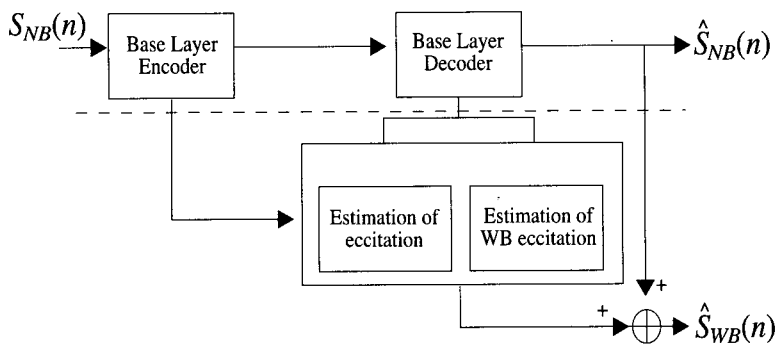 S_NB(n)
Base Layer
Encoder
Base Layer
Decoder
Ŝ_NB(n)
Estimation of
eccitation
Estimation of
WB eccitation
+
+
Ŝ_WB(n)